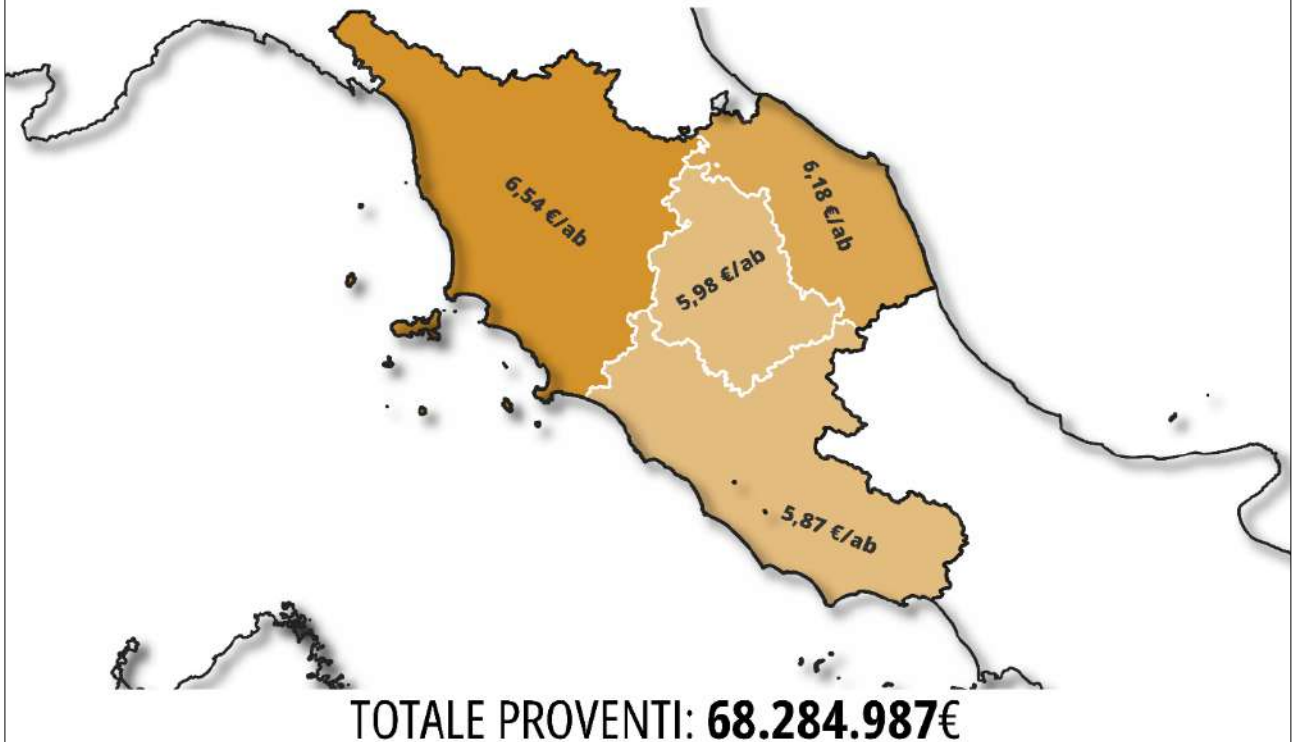 6,54 €/ab
6,18 €/ab
5,98 €/ab
5,87 €/ab
TOTALE PROVENTI: 68.284.987€